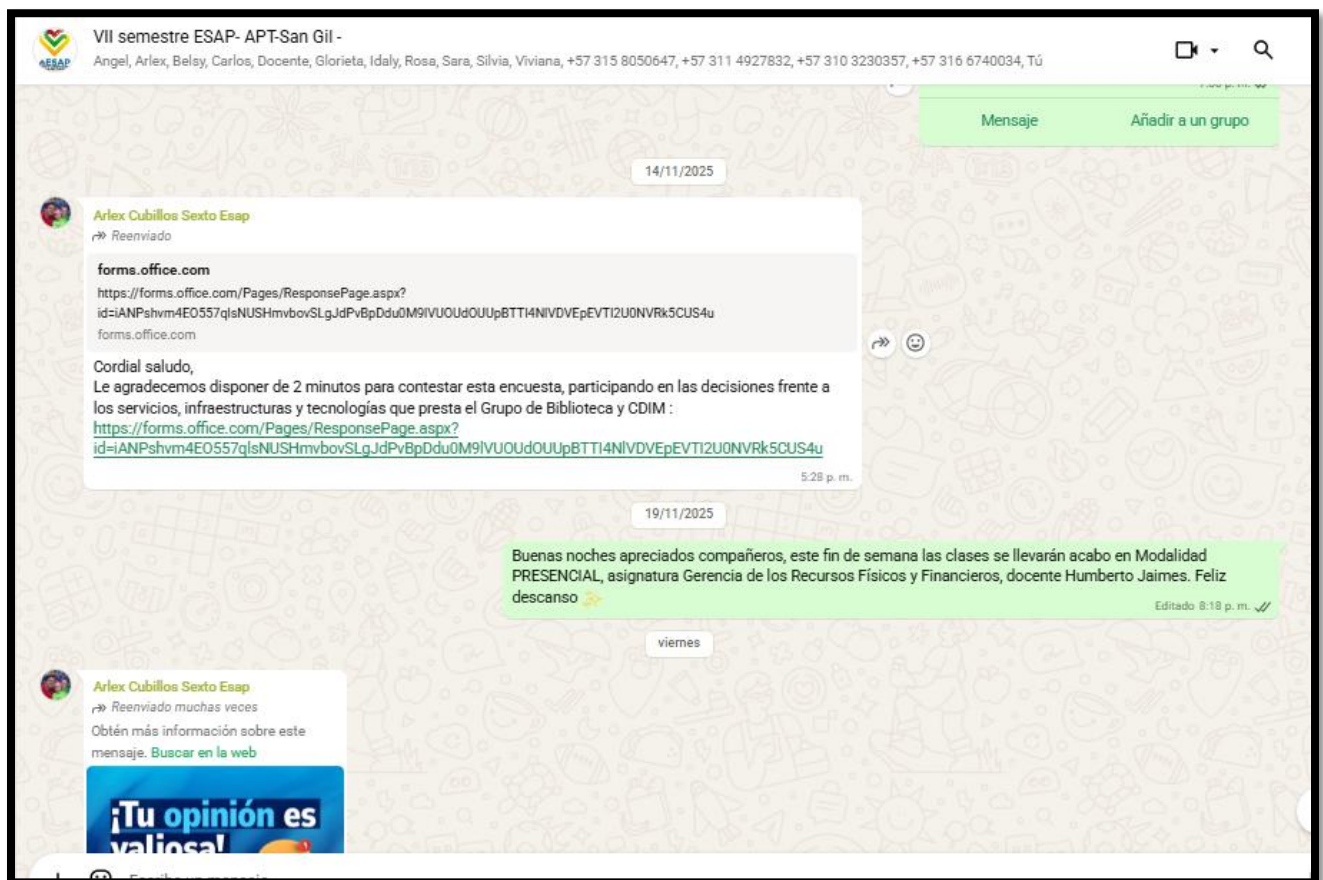 VII semestre ESAP- APT-San Gil -
Angel, Arlex, Belsy, Carlos, Docente, Glorieta, Idaly, Rosa, Sara, Silvia, Viviana, +57 315 8050647, +57 311 4927832, +57 310 3230357, +57 316 6740034, Tú
ESAP
Mensaje Añadir a un grupo
14/11/2025
Arlex Cubillos Sexto Esap
Reenviado
forms.office.com
https://forms.office.com/Pages/ResponsePage.aspx?
id=iANPshvm4EO557qlsNUSHmvbovSLgJdPvBpDdu0M9lVUOUdOUUpBTTI4NlVDVEpEVTI2U0NVRk5CUS4u
forms.office.com
Cordial saludo,
Le agradecemos disponer de 2 minutos para contestar esta encuesta, participando en las decisiones frente a
los servicios, infraestructuras y tecnologías que presta el Grupo de Biblioteca y CDIM :
https://forms.office.com/Pages/ResponsePage.aspx?
id=iANPshvm4EO557qlsNUSHmvbovSLgJdPvBpDdu0M9lVUOUdOUUpBTTI4NlVDVEpEVTI2U0NVRk5CUS4u
5:28 p. m.
19/11/2025
Buenas noches apreciados compañeros, este fin de semana las clases se llevarán acabo en Modalidad
PRESENCIAL, asignatura Gerencia de los Recursos Físicos y Financieros, docente Humberto Jaimes. Feliz
descanso
Editado 8:18 p. m.
viernes
Arlex Cubillos Sexto Esap
Reenviado muchas veces
Obtén más información sobre este
mensaje. Buscar en la web
¡Tu opinión es
valiosa!
Escribe un mensaje